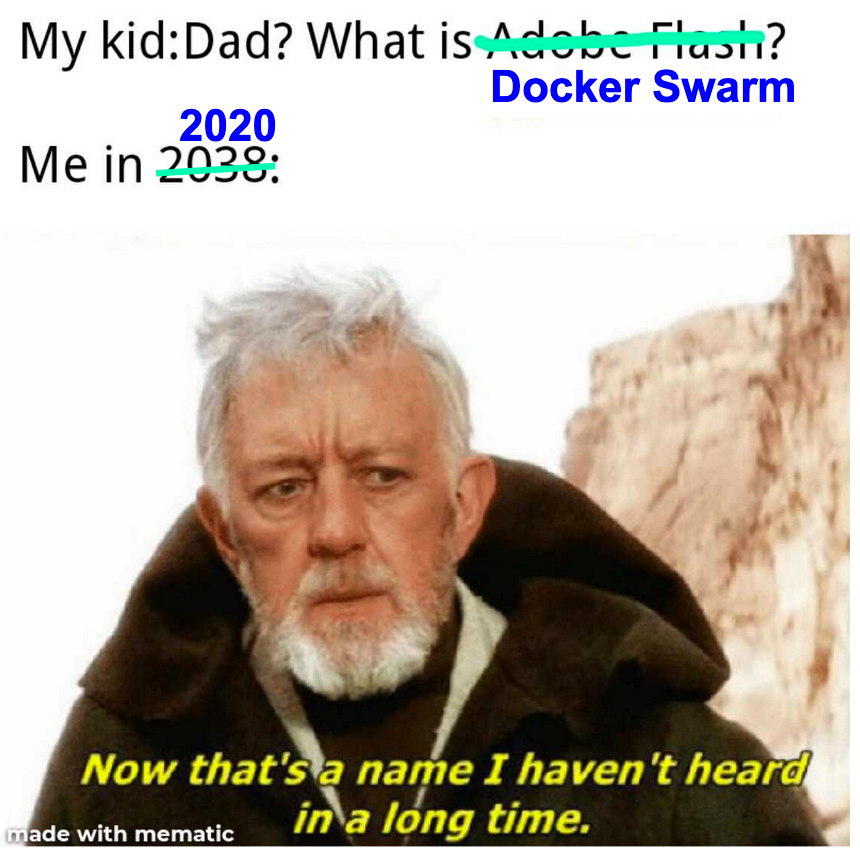 My kid:Dad? What is Adobe Flash?
Docker Swarm
2020
Me in 2038:
Now that's a name I haven't heard
in a long time.
made with mematic